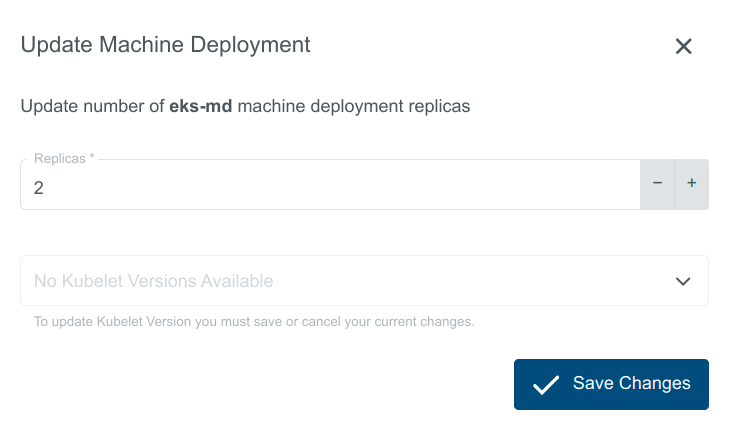 Update Machine Deployment
Update number of eks-md machine deployment replicas
Replicas *
2
− +
No Kubelet Versions Available
To update Kubelet Version you must save or cancel your current changes.
Save Changes